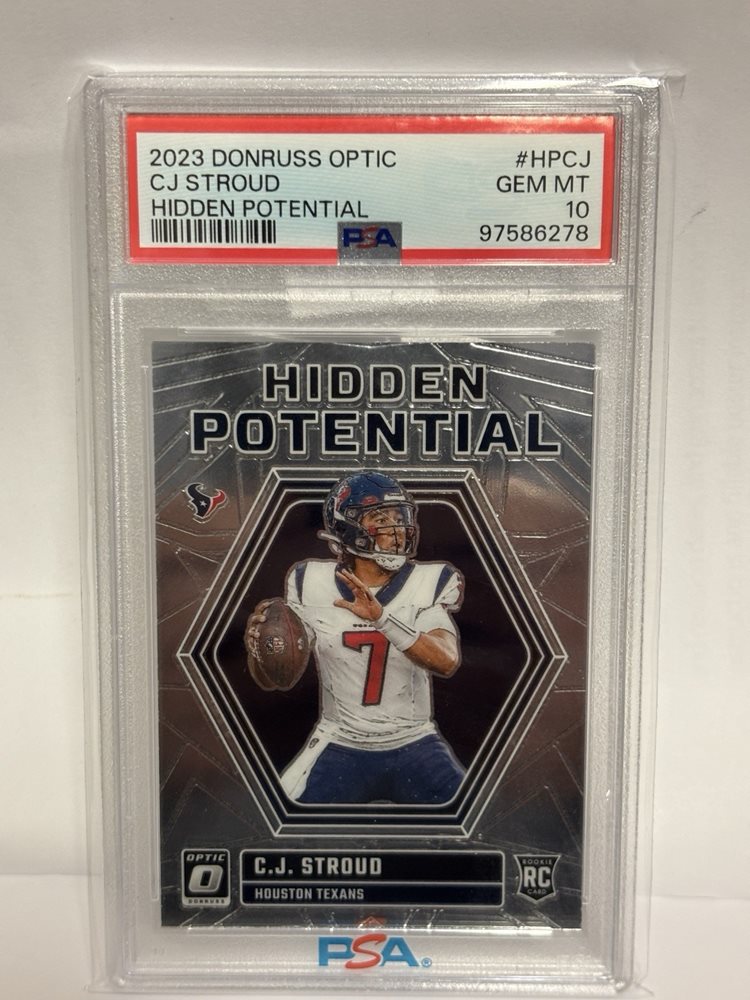 2023 DONRUSS OPTIC #HPCJ
CJ STROUD GEM MT
HIDDEN POTENTIAL 10
PSA 97586278
HIDDEN
POTENTIAL
7
OPTIC
DONRUSS
C.J. STROUD
HOUSTON TEXANS
ROOKIE
RC
CARD
PSA®